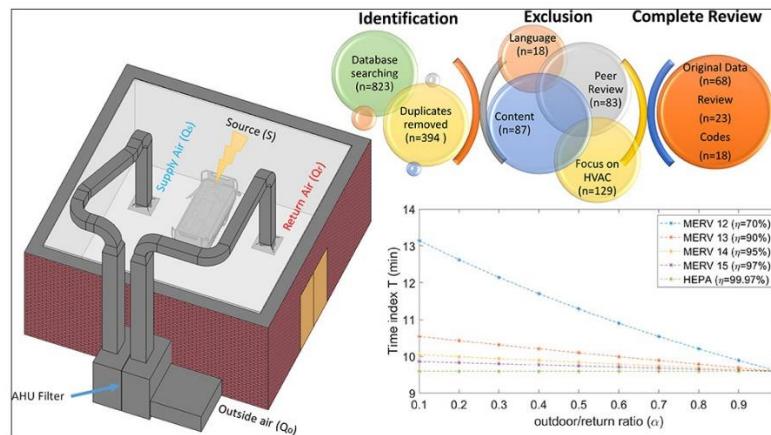 Identification
Exclusion
Complete Review
Database
searching
(n=823)
Duplicates
removed
(n=394 )
Language
(n=18)
Peer
Review
(n=83)
Content
(n=87)
Focus on
HVAC
(n=129)
Original Data
(n=68)
Review
(n=23)
Codes
(n=18)
Source (S)
Supply Air (Qs)
Return Air (Qr)
AHU Filter
Outside air (Qo)
14
13
12
11
10
9
Time index T (min)
MERV 12 (η=70%)
MERV 13 (η=90%)
MERV 14 (η=95%)
MERV 15 (η=97%)
HEPA (η=99.97%)
0.1 0.2 0.3 0.4 0.5 0.6 0.7 0.8 0.9
outdoor/return ratio (α)